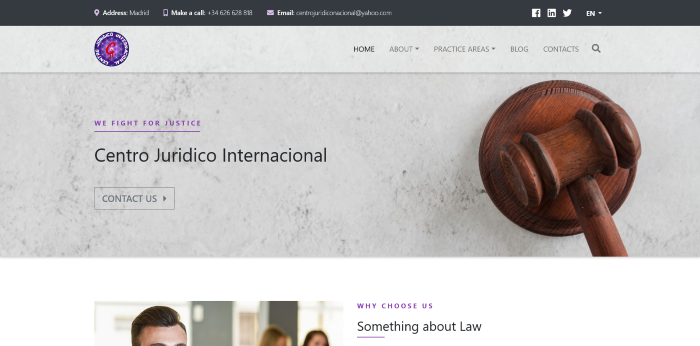 Address: Madrid
Make a call: +34 626 628 818
Email: centrojuridiconacional@yahoo.com
EN
HOME
ABOUT
PRACTICE AREAS
BLOG
CONTACTS
WE FIGHT FOR JUSTICE
Centro Juridico Internacional
CONTACT US
WHY CHOOSE US
Something about Law